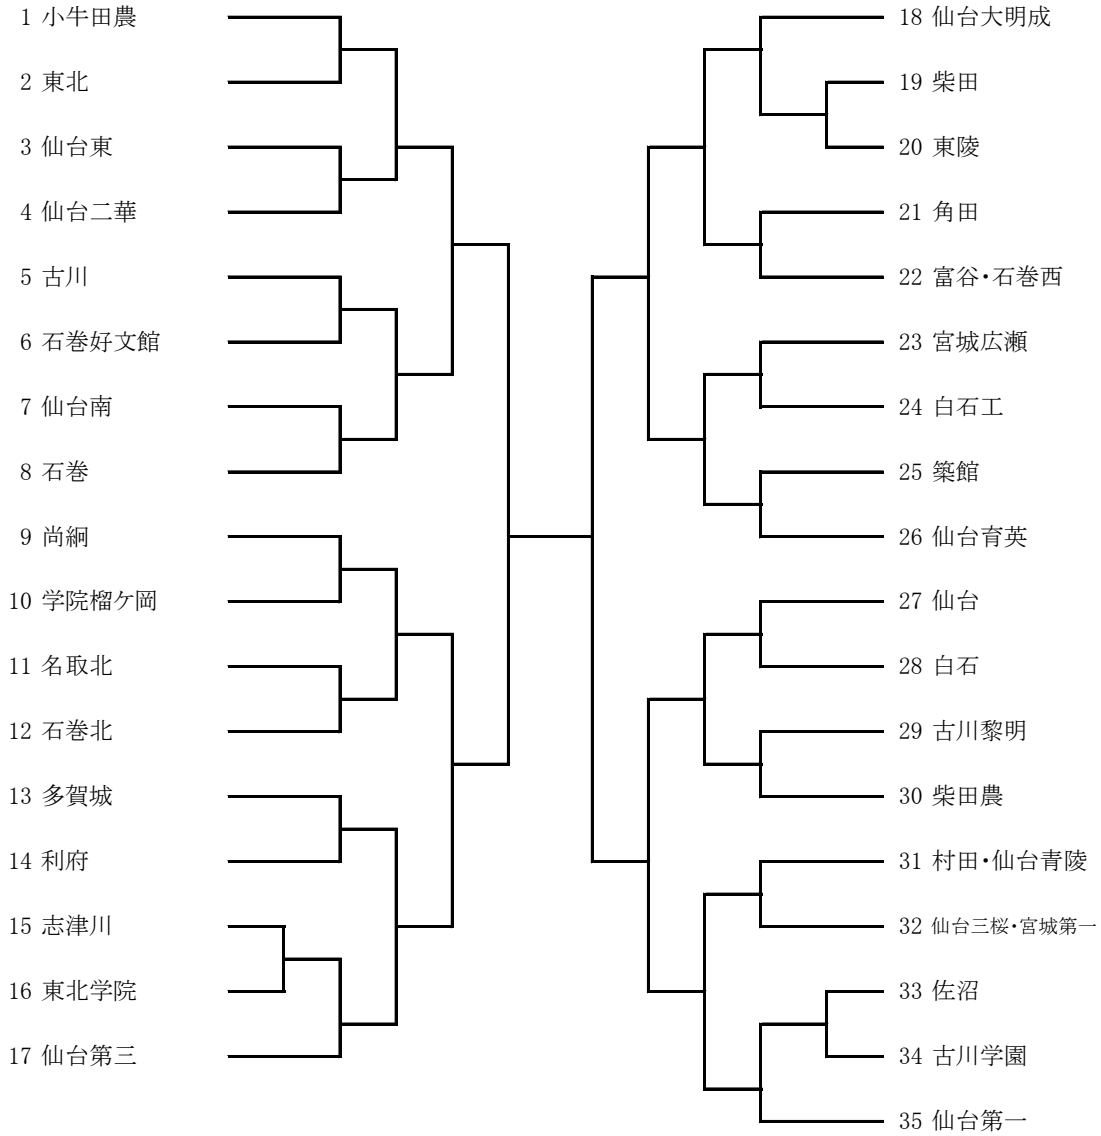 1 小牛田農
2 東北
3 仙台東
4 仙台二華
5 古川
6 石巻好文館
7 仙台南
8 石巻
9 尚絅
10 学院榴ケ岡
11 名取北
12 石巻北
13 多賀城
14 利府
15 志津川
16 東北学院
17 仙台第三
18 仙台大明成
19 柴田
20 東陵
21 角田
22 富谷・石巻西
23 宮城広瀬
24 白石工
25 築館
26 仙台育英
27 仙台
28 白石
29 古川黎明
30 柴田農
31 村田・仙台青陵
32 仙台三桜・宮城第一
33 佐沼
34 古川学園
35 仙台第一